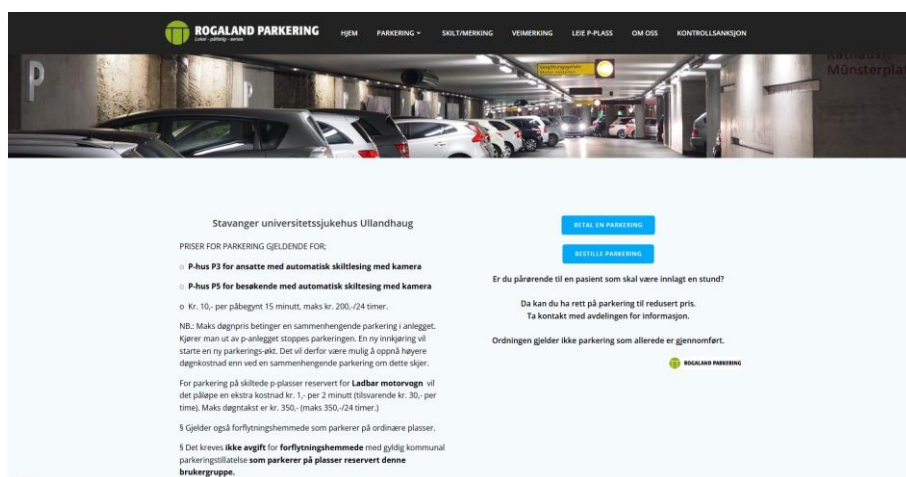 ROGALAND PARKERING
Lokal - pålitelig - service
HJEM
PARKERING
SKILT/MERKING
VEIMERKING
LEIE P-PLASS
OM OSS
KONTROLLSANKSJON
P
Münsterplat
Stavanger universitetssjukehus Ullandhaug
PRISER FOR PARKERING GJELDENDE FOR;
o P-hus P3 for ansatte med automatisk skiltlesing med kamera
o P-hus P5 for besøkende med automatisk skiltesing med kamera
o Kr. 10,- per påbegynt 15 minutt, maks kr. 200,-/24 timer.
NB.: Maks døgnpris betinger en sammenhengende parkering i anlegget.
Kjører man ut av p-anlegget stoppes parkeringen. En ny innkjøring vil
starte en ny parkerings-økt. Det vil derfor være mulig å oppnå høyere
døgnkostnad enn ved en sammenhengende parkering om dette skjer.
For parkering på skiltede p-plasser reservert for Ladbar motorvogn vil
det påløpe en ekstra kostnad kr. 1,- per 2 minutt (tilsvarende kr. 30,- per
time). Maks døgntakst er kr. 350,- (maks 350,-/24 timer.)
§ Gjelder også forflytningshemmede som parkerer på ordinære plasser.
§ Det kreves ikke avgift for forflytningshemmede med gyldig kommunal
parkeringstillatelse som parkerer på plasser reservert denne
brukergruppe.
BETAL EN PARKERING
BESTILLE PARKERING
Er du pårørende til en pasient som skal være innlagt en stund?
Da kan du ha rett på parkering til redusert pris.
Ta kontakt med avdelingen for informasjon.
Ordningen gjelder ikke parkering som allerede er gjennomført.
ROGALAND PARKERING